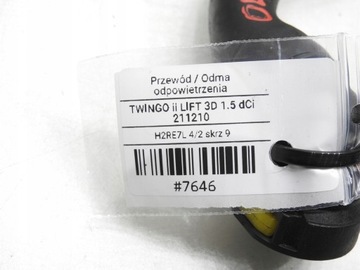 Przewód / Odma
odpowietrzenia
TWINGO ii LIFT 3D 1.5 dCi
211210
H2RE7L 4/2 skrz 9
#7646